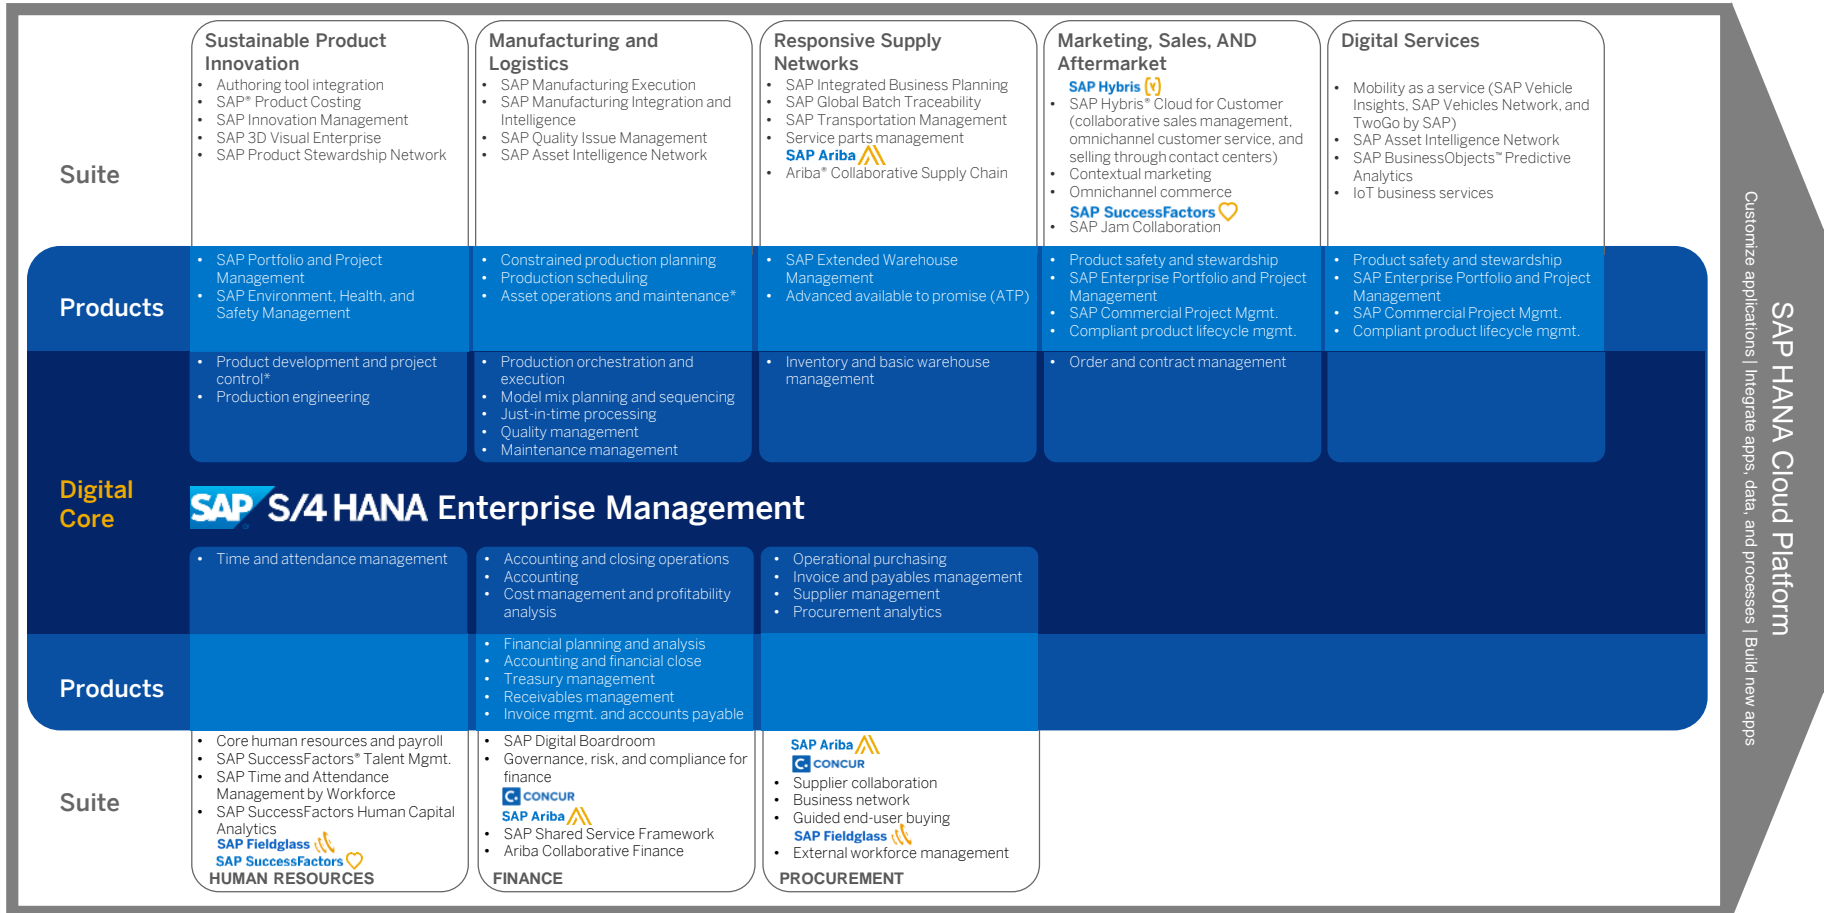 Sustainable Product
Innovation
• Authoring tool integration
• SAP® Product Costing
• SAP Innovation Management
• SAP 3D Visual Enterprise
• SAP Product Stewardship Network
Manufacturing and
Logistics
• SAP Manufacturing Execution
• SAP Manufacturing Integration and
Intelligence
• SAP Quality Issue Management
• SAP Asset Intelligence Network
Responsive Supply
Networks
• SAP Integrated Business Planning
• SAP Global Batch Traceability
• SAP Transportation Management
• Service parts management
SAP Ariba
• Ariba® Collaborative Supply Chain
Marketing, Sales, AND
Aftermarket
SAP Hybris (y)
• SAP Hybris® Cloud for Customer
(collaborative sales management,
omnichannel customer service, and
selling through contact centers)
• Contextual marketing
• Omnichannel commerce
SAP SuccessFactors
• SAP Jam Collaboration
Digital Services
• Mobility as a service (SAP Vehicle
Insights, SAP Vehicles Network, and
TwoGo by SAP)
• SAP Asset Intelligence Network
• SAP BusinessObjects™ Predictive
Analytics
• IoT business services
Suite
Products
• SAP Portfolio and Project
Management
• SAP Environment, Health, and
Safety Management
• Constrained production planning
• Production scheduling
• Asset operations and maintenance*
• SAP Extended Warehouse
Management
• Advanced available to promise (ATP)
• Product safety and stewardship
• SAP Enterprise Portfolio and Project
Management
• SAP Commercial Project Mgmt.
• Compliant product lifecycle mgmt.
• Product safety and stewardship
• SAP Enterprise Portfolio and Project
Management
• SAP Commercial Project Mgmt.
• Compliant product lifecycle mgmt.
Digital
Core
• Product development and project
control*
• Production engineering
• Production orchestration and
execution
• Model mix planning and sequencing
• Just-in-time processing
• Quality management
• Maintenance management
• Inventory and basic warehouse
management
• Order and contract management
SAP S/4 HANA Enterprise Management
• Time and attendance management
• Accounting and closing operations
• Accounting
• Cost management and profitability
analysis
• Operational purchasing
• Invoice and payables management
• Supplier management
• Procurement analytics
Products
• Financial planning and analysis
• Accounting and financial close
• Treasury management
• Receivables management
• Invoice mgmt. and accounts payable
Suite
• Core human resources and payroll
• SAP SuccessFactors® Talent Mgmt.
• SAP Time and Attendance
Management by Workforce
• SAP SuccessFactors Human Capital
Analytics
SAP Fieldglass
SAP SuccessFactors
HUMAN RESOURCES
• SAP Digital Boardroom
• Governance, risk, and compliance for
finance
C. CONCUR
SAP Ariba
• SAP Shared Service Framework
• Ariba Collaborative Finance
FINANCE
SAP Ariba
C. CONCUR
• Supplier collaboration
• Business network
• Guided end-user buying
SAP Fieldglass
• External workforce management
PROCUREMENT
SAP HANA Cloud Platform
Customize applications | Integrate apps, data, and processes | Build new apps